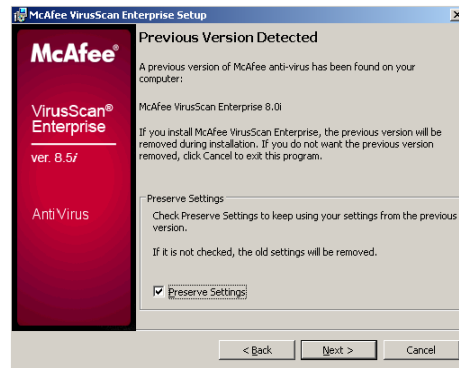 McAfee VirusScan Enterprise Setup
McAfee®
VirusScan®
Enterprise
ver. 8.5i
AntiVirus
Previous Version Detected
A previous version of McAfee anti-virus has been found on your
computer:
McAfee VirusScan Enterprise 8.0i
If you install McAfee VirusScan Enterprise, the previous version will be
removed during installation. If you do not want the previous version
removed, click Cancel to exit this program.
Preserve Settings
Check Preserve Settings to keep using your settings from the previous
version.
If it is not checked, the old settings will be removed.
Preserve Settings
< Back Next > Cancel